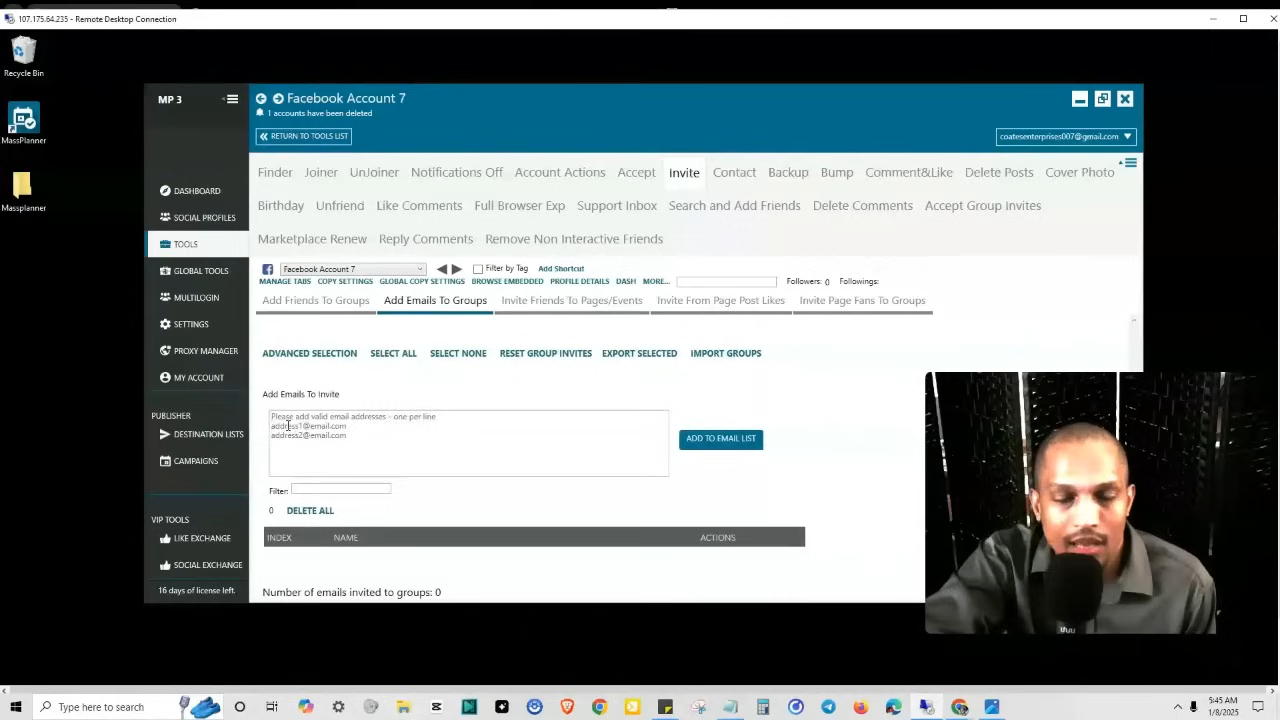 107.175.64.235 - Remote Desktop Connection
Recycle Bin
MassPlanner
Massplanner
MP 3
Facebook Account 7
1 accounts have been deleted
RETURN TO TOOLS LIST
coatesenterprises007@gmail.com
DASHBOARD
SOCIAL PROFILES
TOOLS
GLOBAL TOOLS
MULTILOGIN
SETTINGS
PROXY MANAGER
MY ACCOUNT
PUBLISHER
DESTINATION LISTS
CAMPAIGNS
VIP TOOLS
LIKE EXCHANGE
SOCIAL EXCHANGE
16 days of license left.
Finder Joiner UnJoiner Notifications Off Account Actions Accept Invite Contact Backup Bump Comment&Like Delete Posts Cover Photo
Birthday Unfriend Like Comments Full Browser Exp Support Inbox Search and Add Friends Delete Comments Accept Group Invites
Marketplace Renew Reply Comments Remove Non Interactive Friends
Facebook Account 7 Filter by Tag Add Shortcut
MANAGE TABS COPY SETTINGS GLOBAL COPY SETTINGS BROWSE EMBEDDED PROFILE DETAILS DASH MORE... Followers: 0 Followings:
Add Friends To Groups Add Emails To Groups Invite Friends To Pages/Events Invite From Page Post Likes Invite Page Fans To Groups
ADVANCED SELECTION SELECT ALL SELECT NONE RESET GROUP INVITES EXPORT SELECTED IMPORT GROUPS
Add Emails To Invite
Please add valid email addresses - one per line
address1@email.com
address2@email.com
ADD TO EMAIL LIST
Filter:
0 DELETE ALL
INDEX NAME ACTIONS
Number of emails invited to groups: 0
Type here to search
5:45 AM
1/8/2025